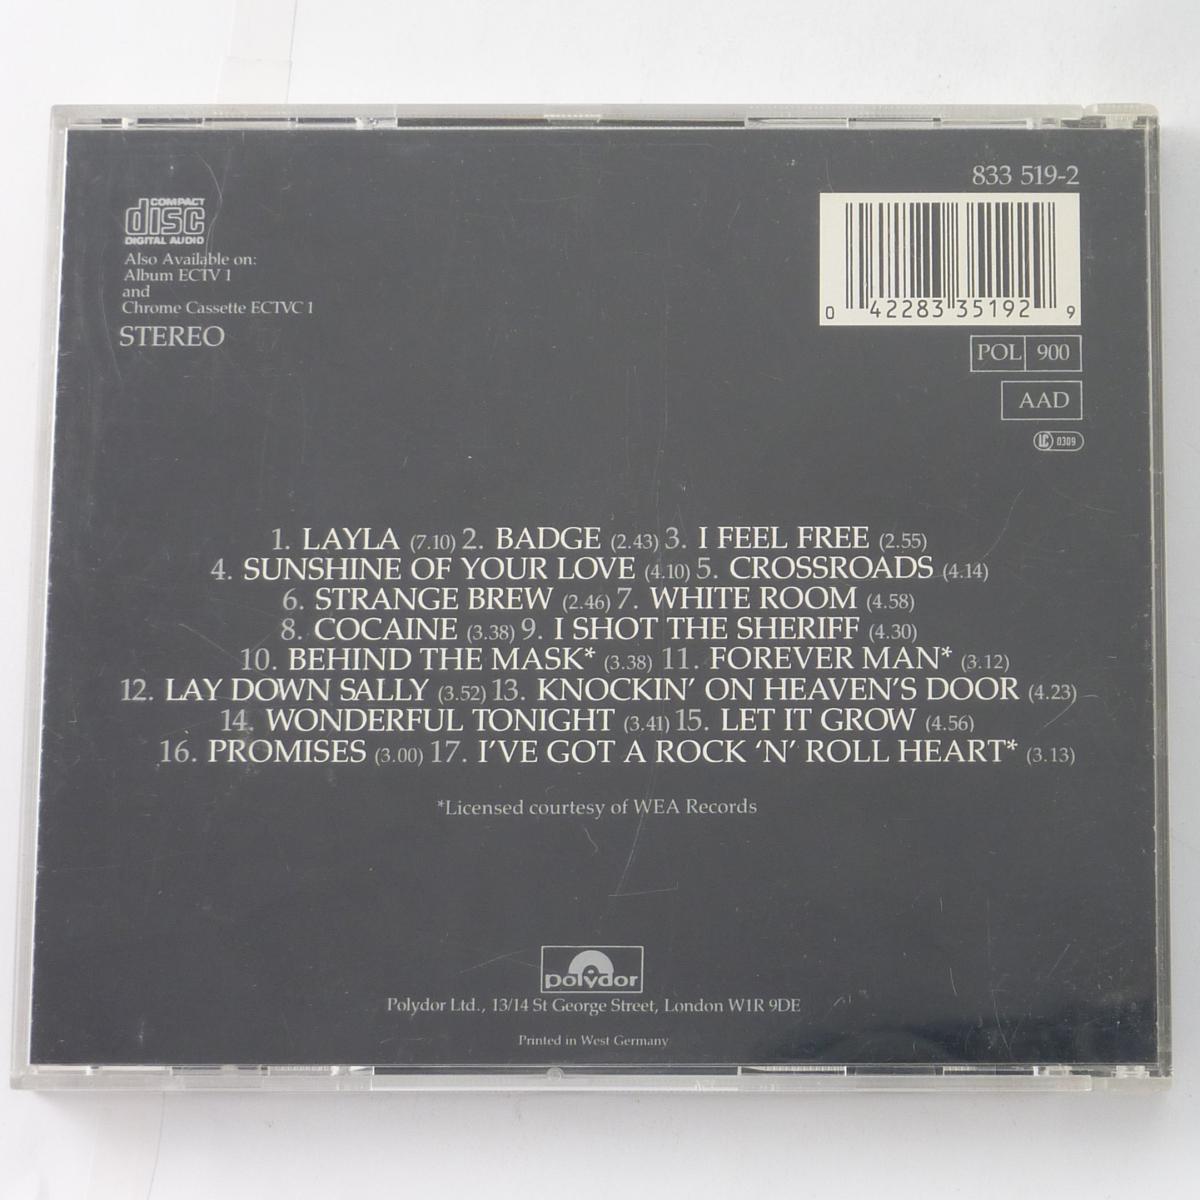 833 519-2
COMPACT
disc
DIGITAL AUDIO
Also Available on:
Album ECTV 1
and
Chrome Cassette ECTVC 1
STEREO
0 42283 35192 9
POL 900
AAD
LC 0309
1. LAYLA (7.10) 2. BADGE (2.43) 3. I FEEL FREE (2.55)
4. SUNSHINE OF YOUR LOVE (4.10) 5. CROSSROADS (4.14)
6. STRANGE BREW (2.46) 7. WHITE ROOM (4.58)
8. COCAINE (3.38) 9. I SHOT THE SHERIFF (4.30)
10. BEHIND THE MASK* (3.38) 11. FOREVER MAN* (3.12)
12. LAY DOWN SALLY (3.52) 13. KNOCKIN' ON HEAVEN'S DOOR (4.23)
14. WONDERFUL TONIGHT (3.41) 15. LET IT GROW (4.56)
16. PROMISES (3.00) 17. I'VE GOT A ROCK 'N' ROLL HEART* (3.13)
*Licensed courtesy of WEA Records
polydor
Polydor Ltd., 13/14 St George Street, London W1R 9DE
Printed in West Germany